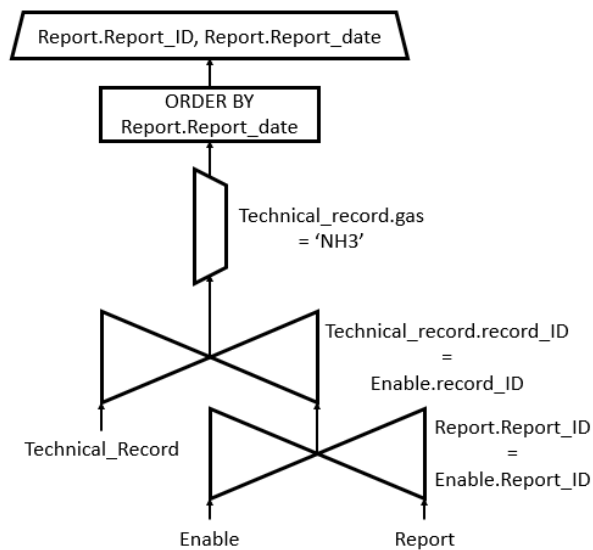 Report.Report_ID, Report.Report_date
ORDER BY
Report.Report_date
Technical_record.gas
= ‘NH3’
Technical_record.record_ID
=
Enable.record_ID
Technical_Record
Report.Report_ID
=
Enable.Report_ID
Enable
Report